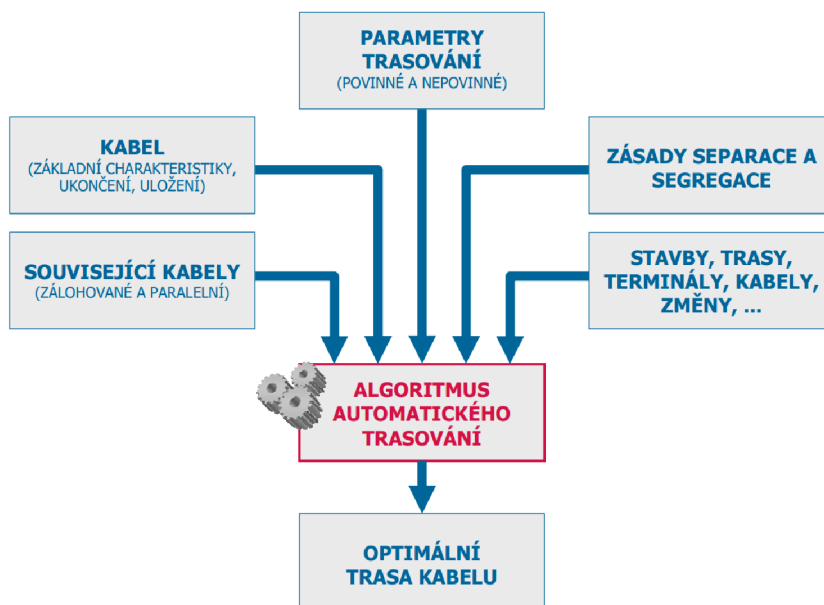 PARAMETRY
TRASOVÁNÍ
(POVINNÉ A NEPOVINNÉ)
KABEL
(ZÁKLADNÍ CHARAKTERISTIKY,
UKONČENÍ, ULOŽENÍ)
ZÁSADY SEPARACE A
SEGREGACE
SOUVISEJÍCÍ KABELY
(ZÁLOHOVANÉ A PARALELNÍ)
STAVBY, TRASY,
TERMINÁLY, KABELY,
ZMĚNY, ...
ALGORITMUS
AUTOMATICKÉHO
TRASOVÁNÍ
OPTIMÁLNÍ
TRASA KABELU